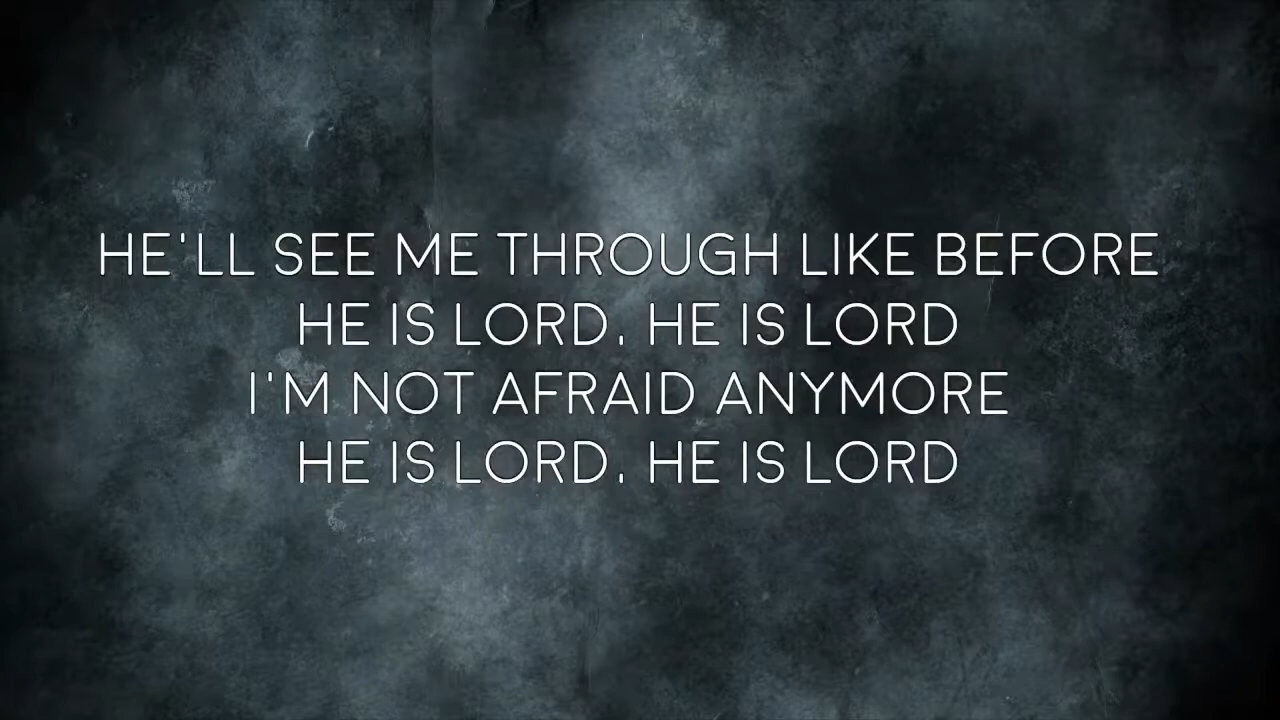 HE'LL SEE ME THROUGH LIKE BEFORE
HE IS LORD, HE IS LORD
I'M NOT AFRAID ANYMORE
HE IS LORD, HE IS LORD